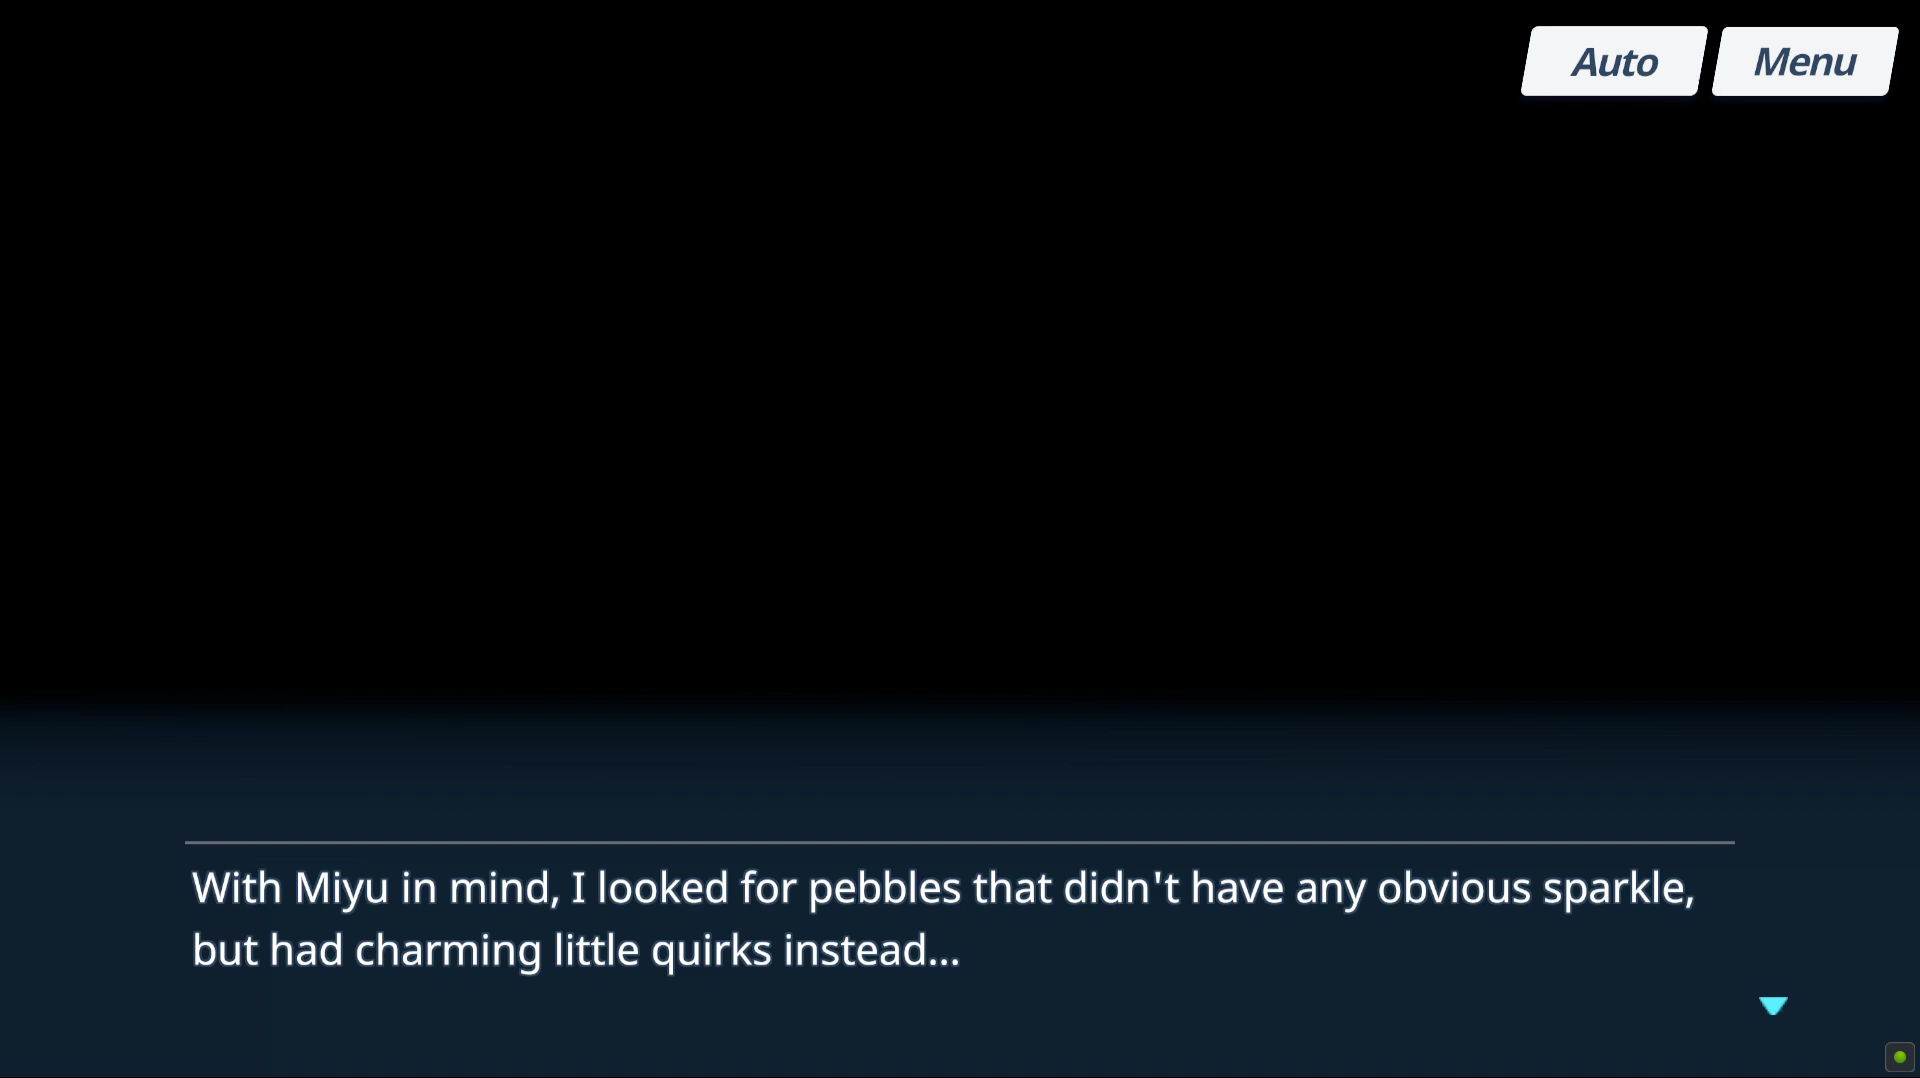 Auto
Menu
With Miyu in mind, I looked for pebbles that didn't have any obvious sparkle,
but had charming little quirks instead...